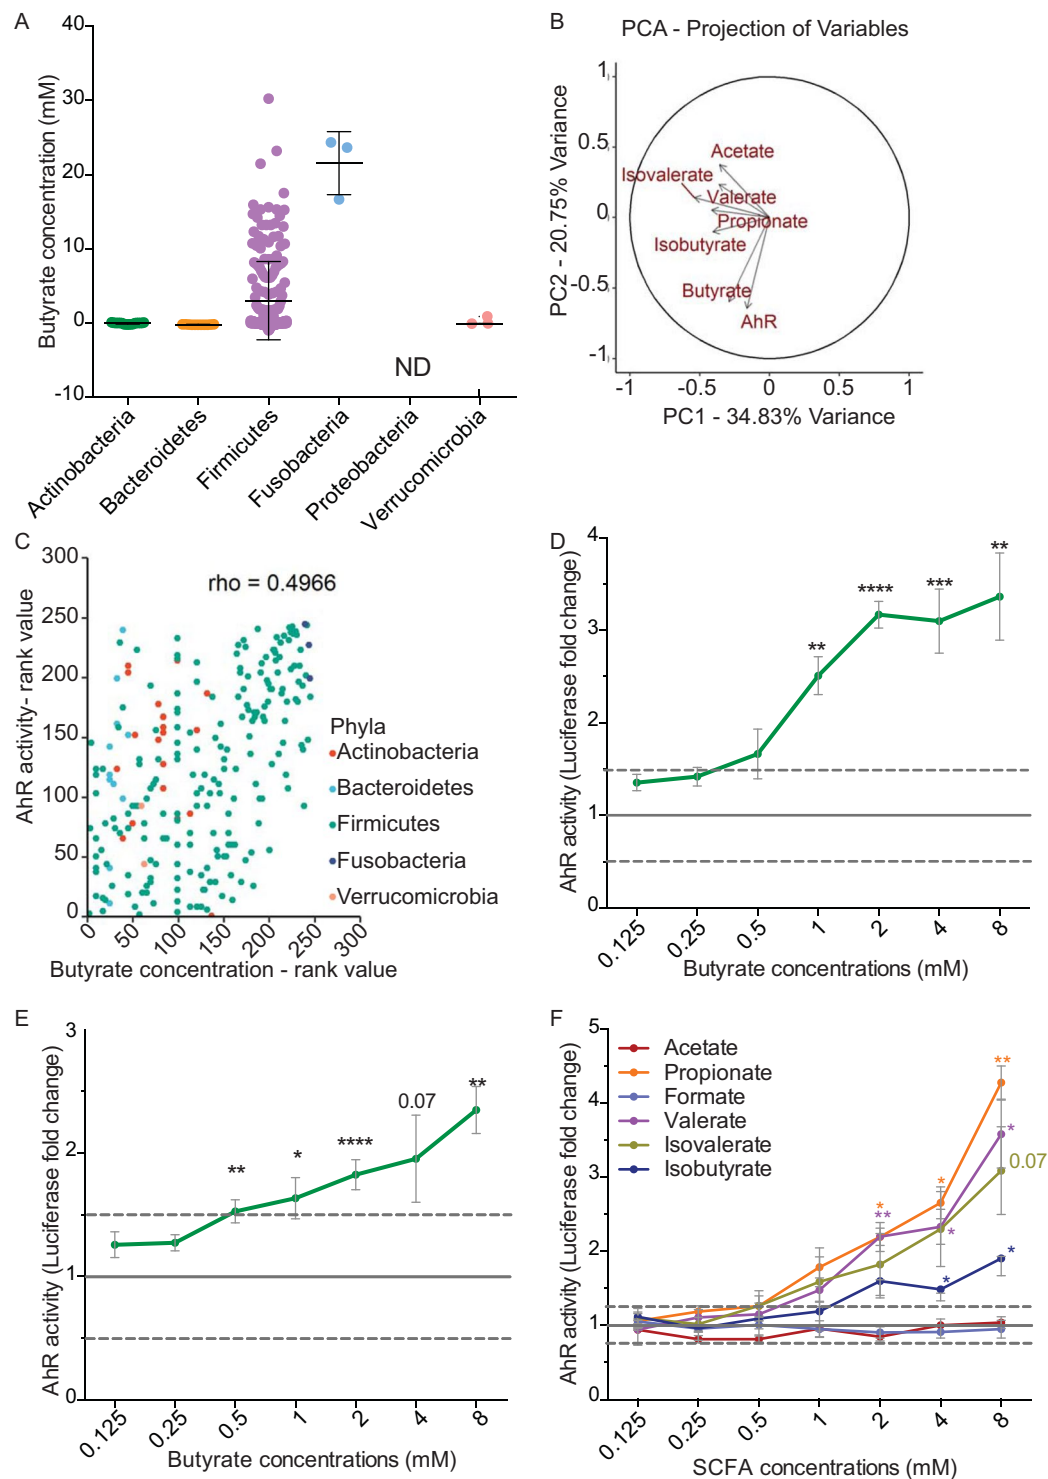 A
Butyrate concentration (mM)
40
30
20
10
0
-10
ND
Actinobacteria
Bacteroidetes
Firmicutes
Fusobacteria
Proteobacteria
Verrucomicrobia
B
PCA - Projection of Variables
PC2 - 20.75% Variance
1
0.5
0
-0.5
-1
Acetate
Isovalerate
Valerate
Propionate
Isobutyrate
Butyrate
AhR
-1 -0.5 0 0.5 1
PC1 - 34.83% Variance
C
AhR activity- rank value
300
250
200
150
100
50
0
rho = 0.4966
Phyla
Actinobacteria
Bacteroidetes
Firmicutes
Fusobacteria
Verrucomicrobia
0 50 100 150 200 250 300
Butyrate concentration - rank value
D
AhR activity (Luciferase fold change)
4
3
2
1
0
** **** *** **
0.125 0.25 0.5 1 2 4 8
Butyrate concentrations (mM)
E
AhR activity (Luciferase fold change)
3
2
1
0
** * **** 0.07 **
0.125 0.25 0.5 1 2 4 8
Butyrate concentrations (mM)
F
AhR activity (Luciferase fold change)
5
4
3
2
1
0
Acetate
Propionate
Formate
Valerate
Isovalerate
Isobutyrate
**
*
0.07
* *
**
*
* *
0.125 0.25 0.5 1 2 4 8
SCFA concentrations (mM)